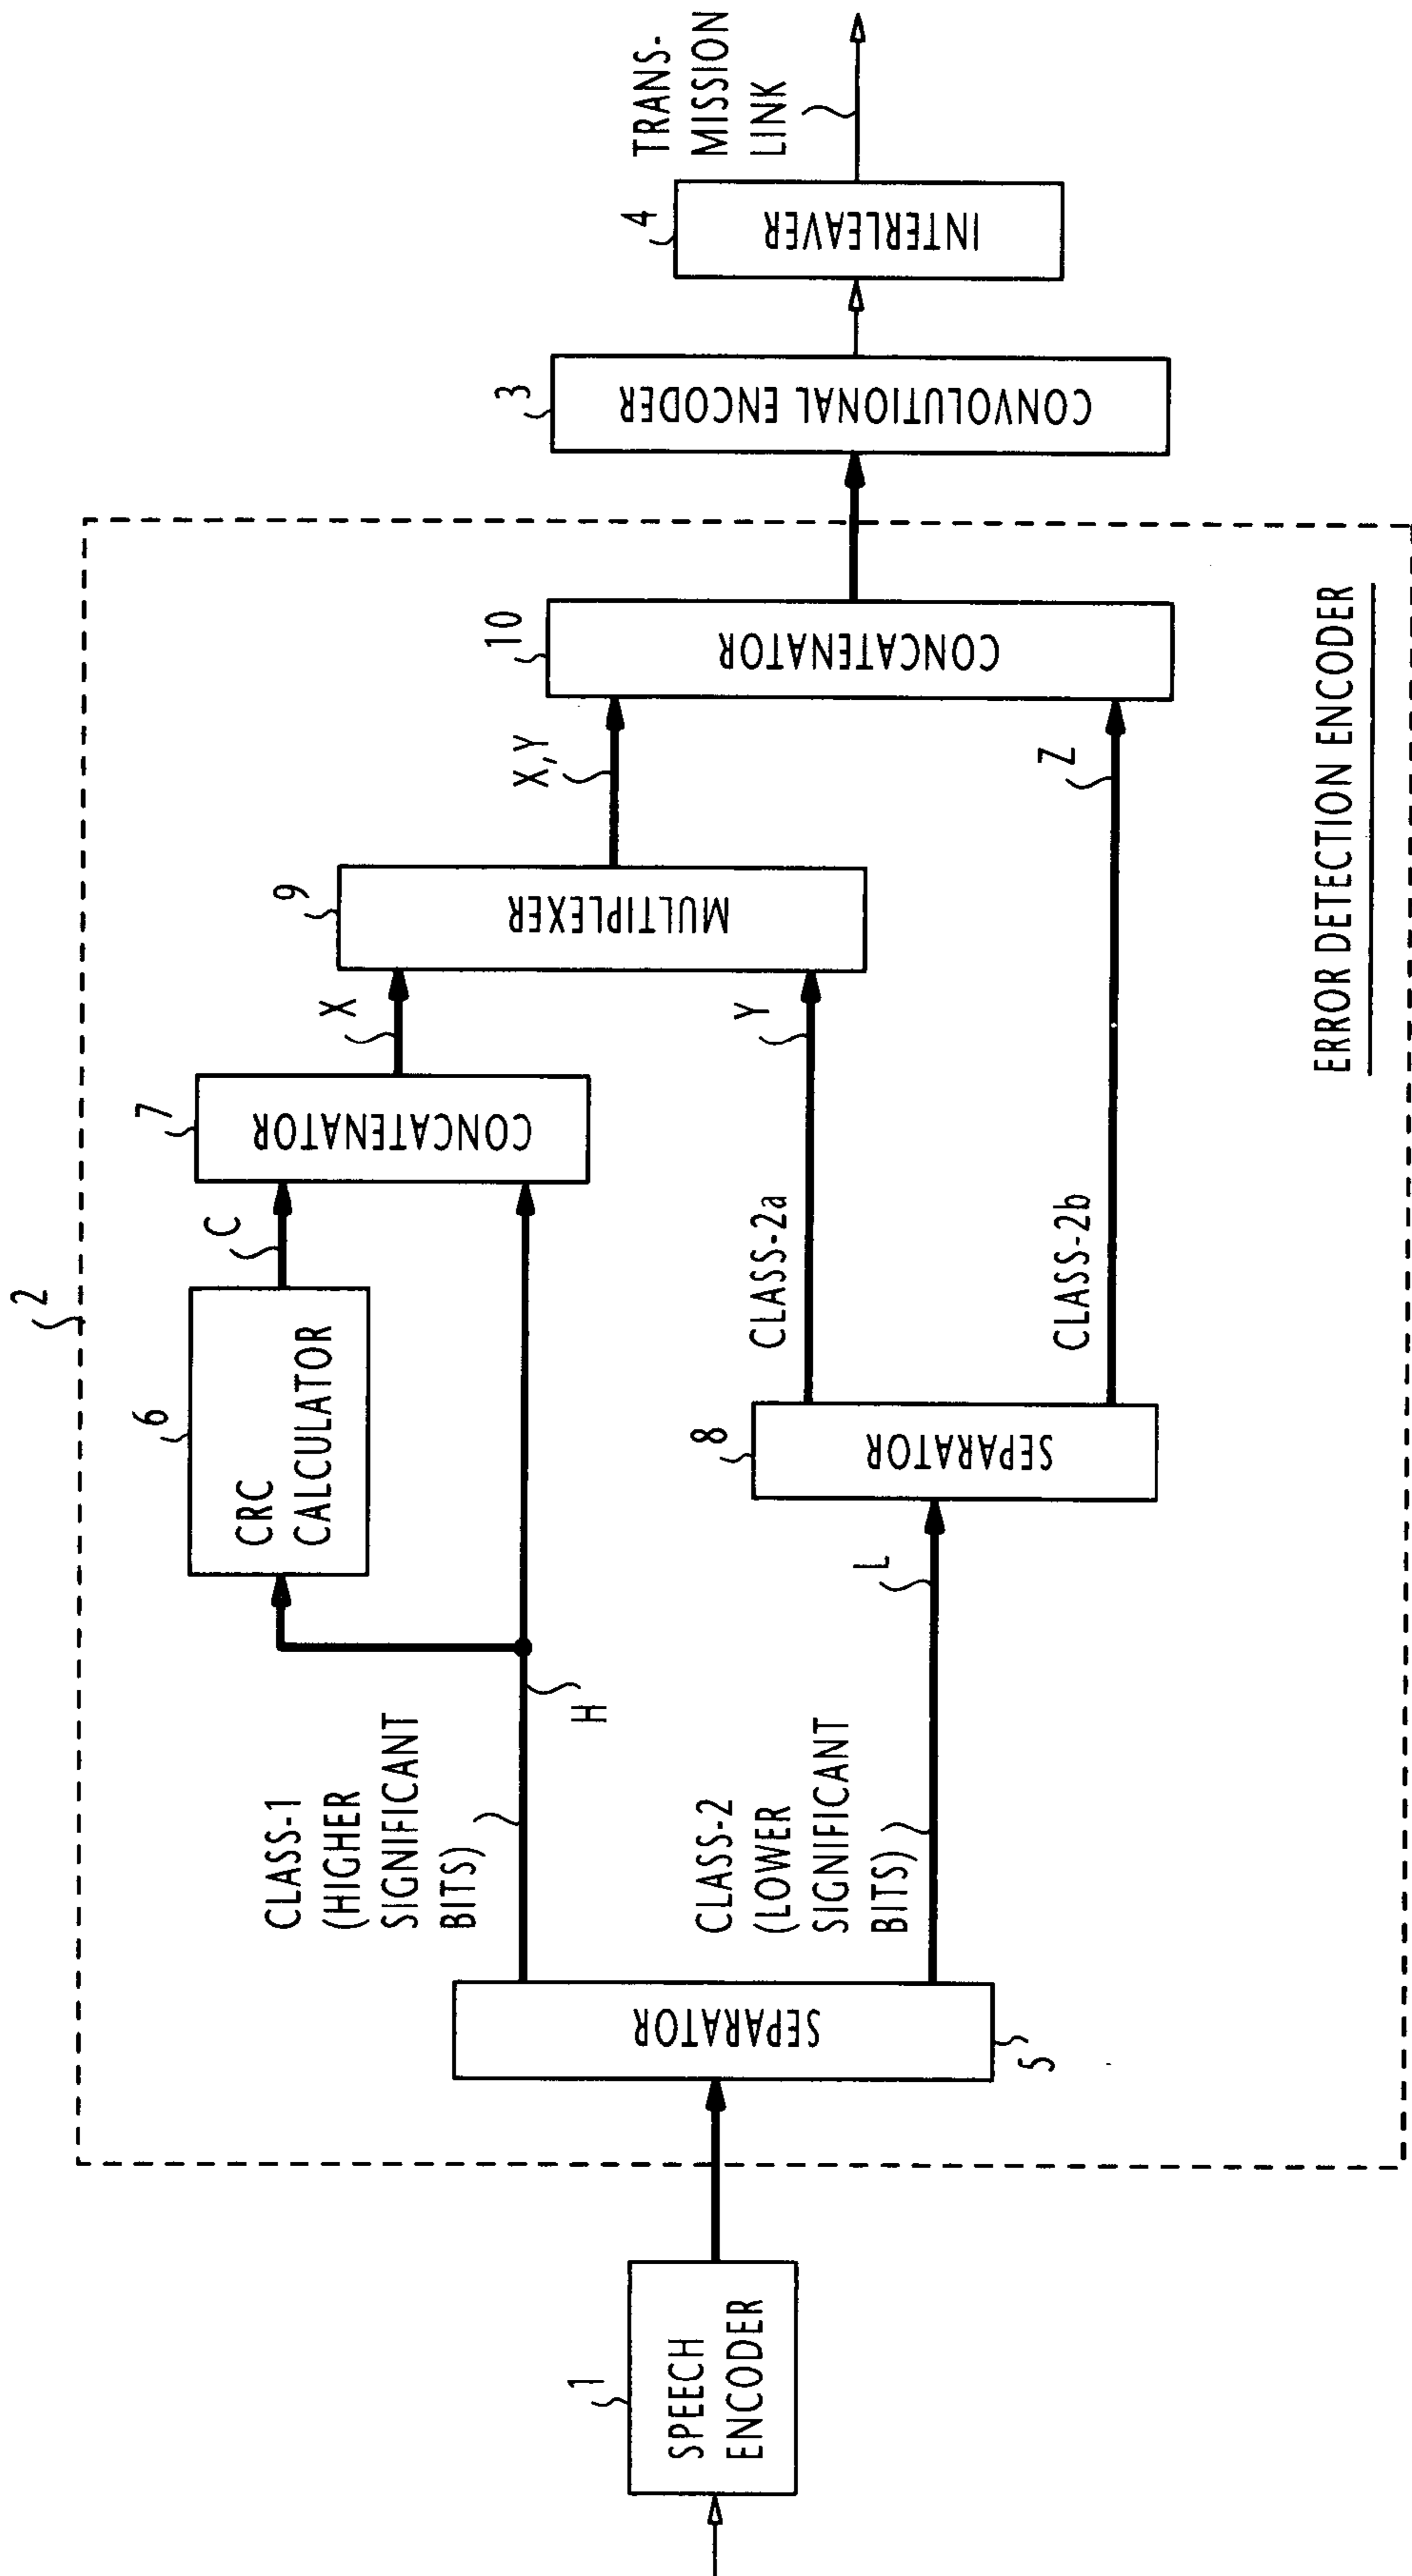 2
1
SPEECH
ENCODER
SEPARATOR
5
CLASS-1
(HIGHER
SIGNIFICANT
BITS)
H
CLASS-2
(LOWER
SIGNIFICANT
BITS)
L
6
CRC
CALCULATOR
C
7
CONCATENATOR
X
8
SEPARATOR
CLASS-2a
Y
CLASS-2b
Z
9
MULTIPLEXER
X,Y
10
CONCATENATOR
ERROR DETECTION ENCODER
3
CONVOLUTIONAL ENCODER
4
INTERLEAVER
TRANS-
MISSION
LINK